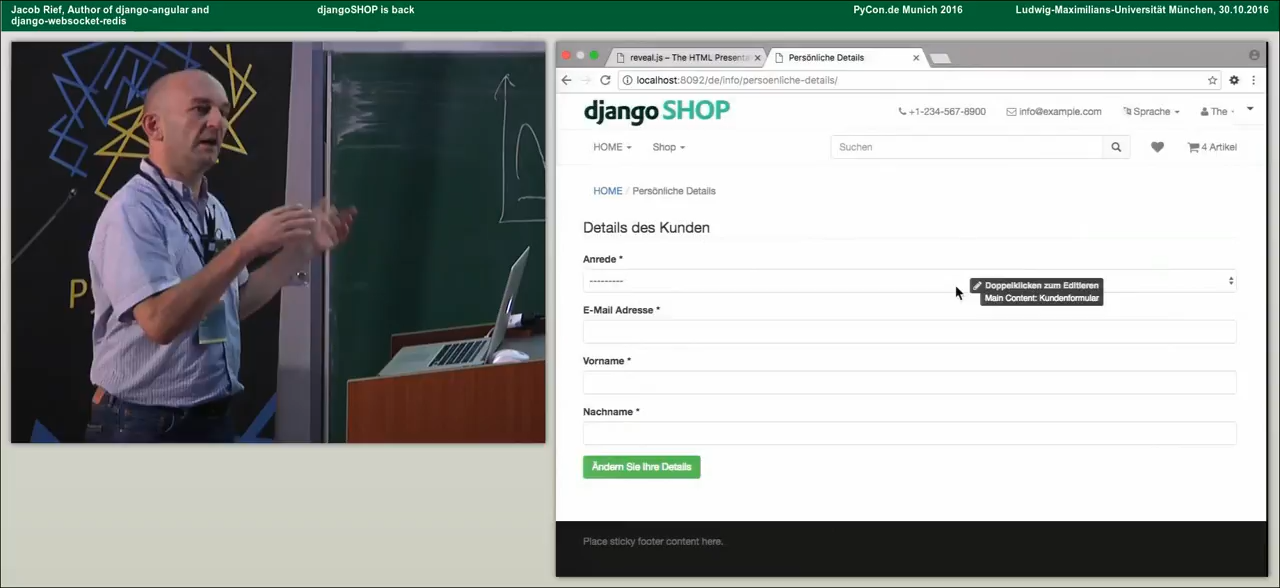 Jacob Rief, Author of django-angular and
django-websocket-redis
djangoSHOP is back
PyCon.de Munich 2016
Ludwig-Maximilians-Universität München, 30.10.2016
P
reveal.js – The HTML Presenta
Persönliche Details
localhost:8092/de/info/persoenliche-details/
django SHOP
+1-234-567-8900
info@example.com
Sprache
The
HOME
Shop
Suchen
4 Artikel
HOME / Persönliche Details
Details des Kunden
Anrede *
---------
Doppelklicken zum Editieren
Main Content: Kundenformular
E-Mail Adresse *
Vorname *
Nachname *
Ändern Sie Ihre Details
Place sticky footer content here.